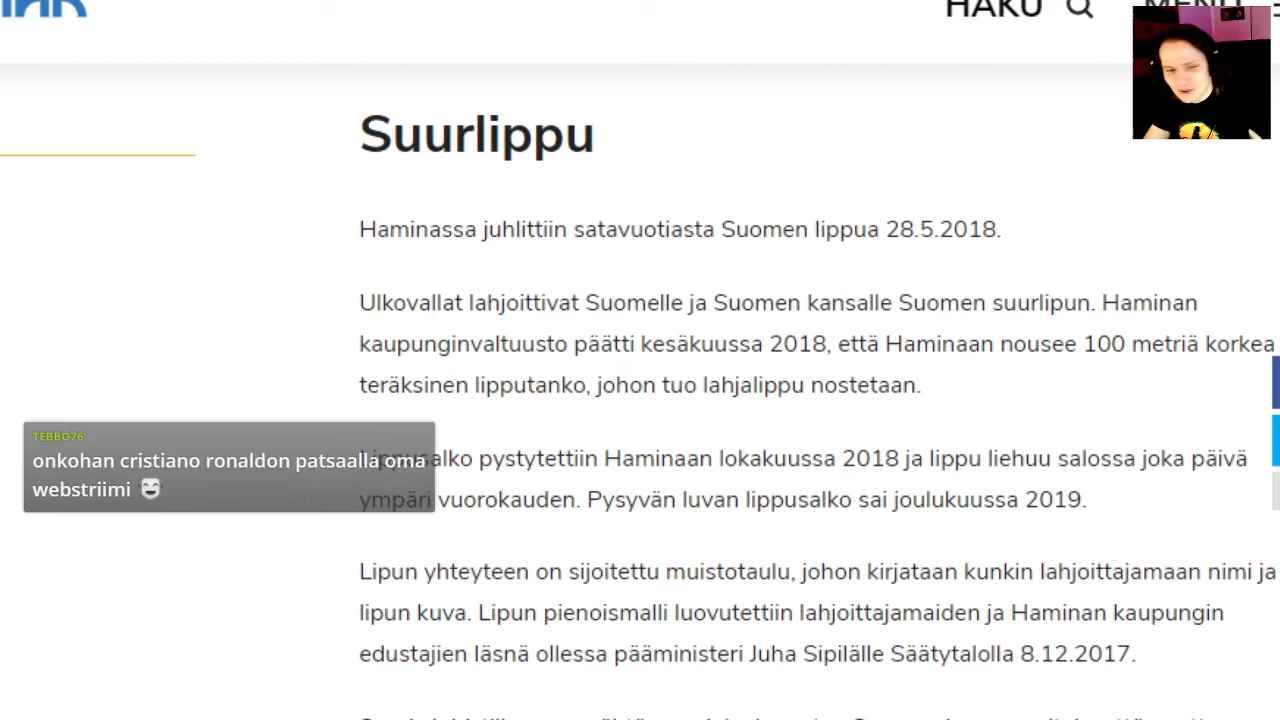 HAKU
MENU
Suurlippu
Haminassa juhlittiin satavuotiasta Suomen lippua 28.5.2018.
Ulkovallat lahjoittivat Suomelle ja Suomen kansalle Suomen suurlipun. Haminan
kaupunginvaltuusto päätti kesäkuussa 2018, että Haminaan nousee 100 metriä korkea
teräksinen lipputanko, johon tuo lahjalippu nostetaan.
TEBBO76
onkohan cristiano ronaldon patsaalla oma
webstriimi
Lippusalko pystytettiin Haminaan lokakuussa 2018 ja lippu liehuu salossa joka päivä
ympäri vuorokauden. Pysyvän luvan lippusalko sai joulukuussa 2019.
Lipun yhteyteen on sijoitettu muistotaulu, johon kirjataan kunkin lahjoittajamaan nimi ja
lipun kuva. Lipun pienoismalli luovutettiin lahjoittajamaiden ja Haminan kaupungin
edustajien läsnä ollessa pääministeri Juha Sipilälle Säätytalolla 8.12.2017.